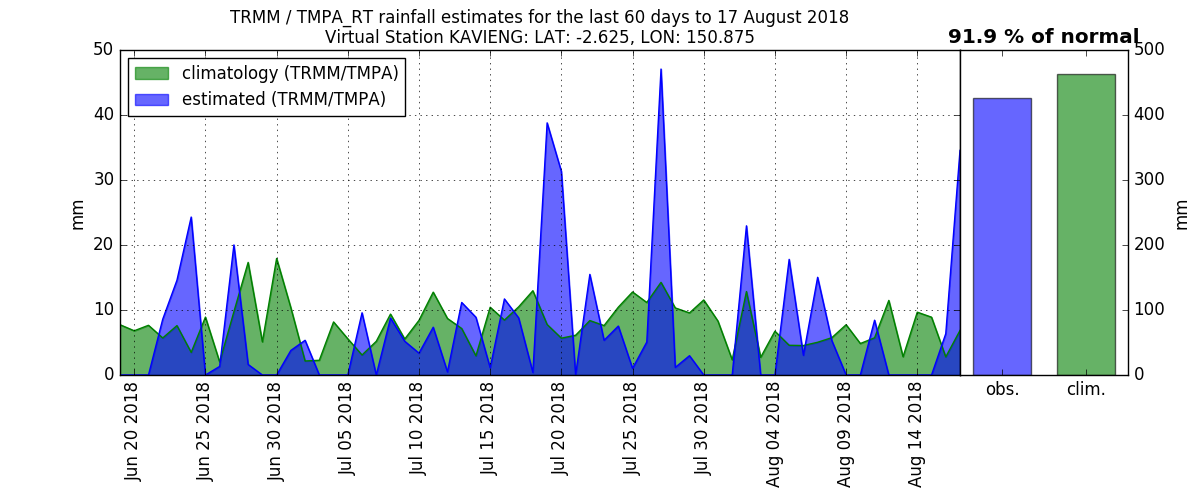 TRMM / TMPA_RT rainfall estimates for the last 60 days to 17 August 2018
Virtual Station KAVIENG: LAT: -2.625, LON: 150.875
91.9 % of normal
climatology (TRMM/TMPA)
estimated (TRMM/TMPA)
50
40
30
20
10
0
mm
500
400
300
200
100
0
mm
Jun 20 2018
Jun 25 2018
Jun 30 2018
Jul 05 2018
Jul 10 2018
Jul 15 2018
Jul 20 2018
Jul 25 2018
Jul 30 2018
Aug 04 2018
Aug 09 2018
Aug 14 2018
obs.
clim.